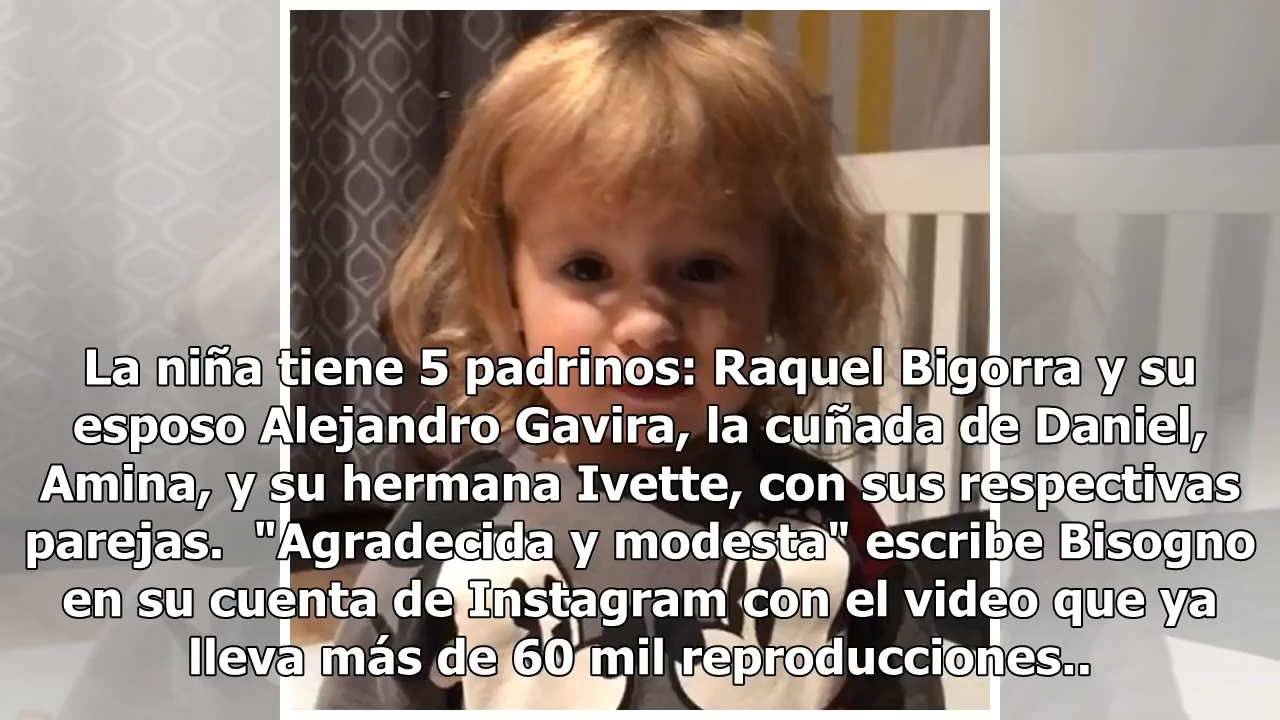 La niña tiene 5 padrinos: Raquel Bigorra y su
esposo Alejandro Gavira, la cuñada de Daniel,
Amina, y su hermana Ivette, con sus respectivas
parejas.  "Agradecida y modesta" escribe Bisogno
en su cuenta de Instagram con el video que ya
lleva más de 60 mil reproducciones..